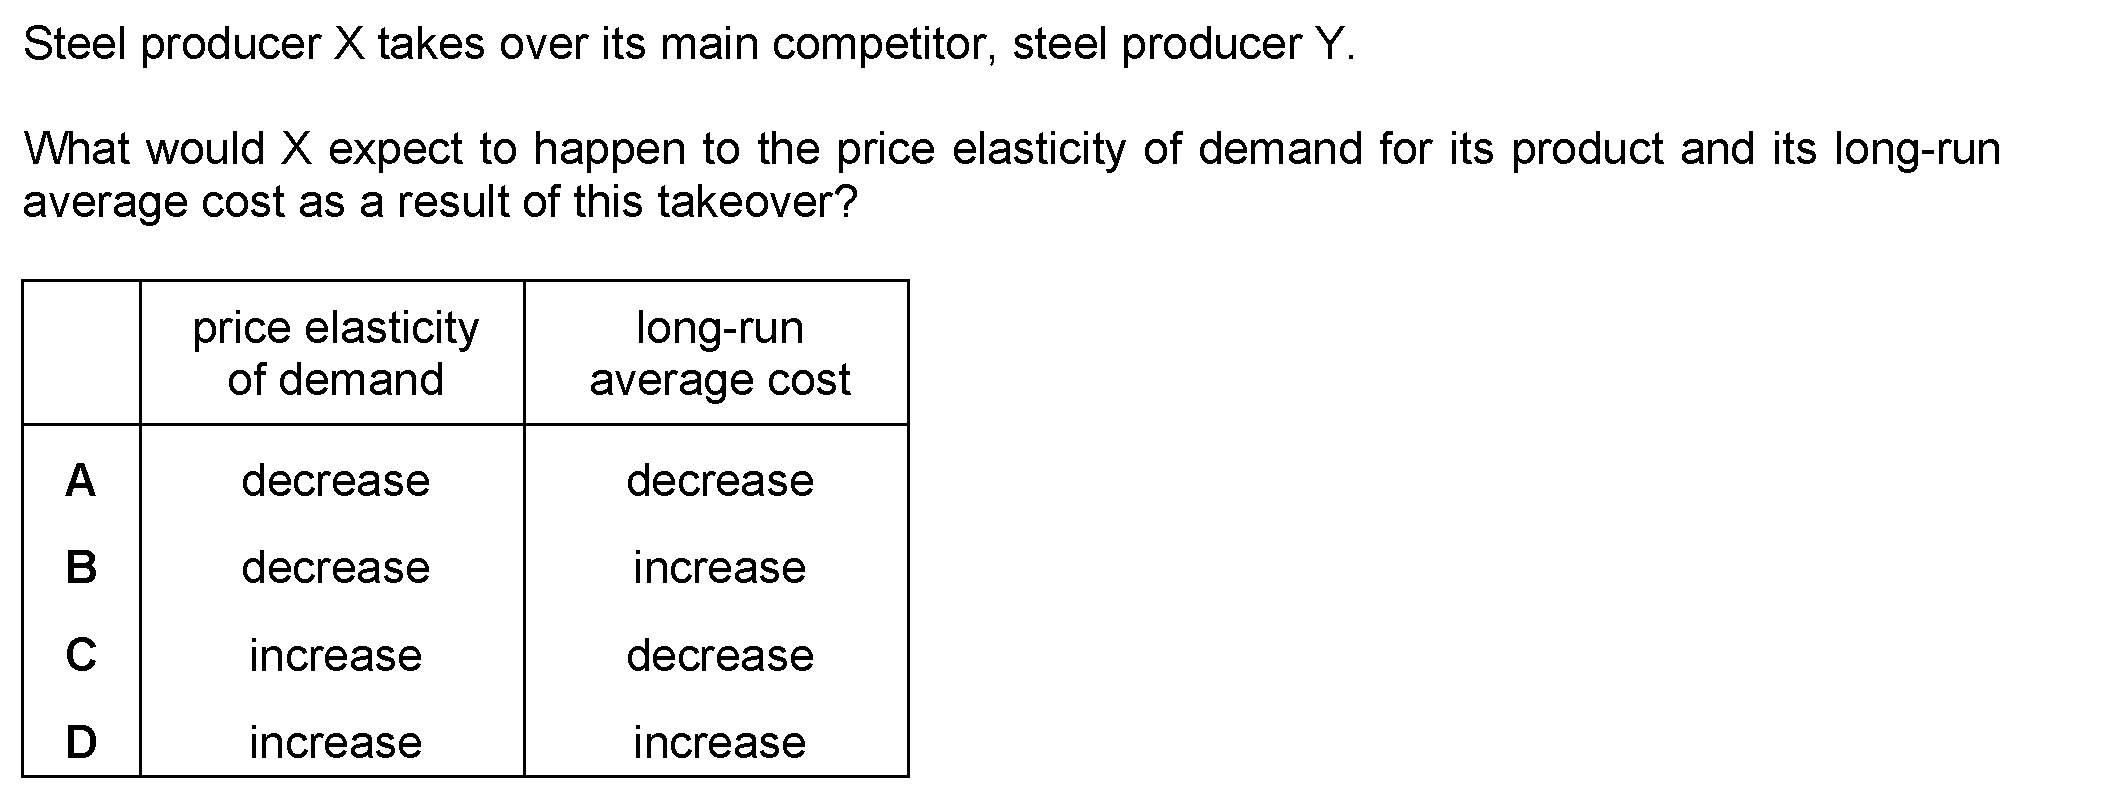 Steel producer X takes over its main competitor, steel producer Y.
What would X expect to happen to the price elasticity of demand for its product and its long-run
average cost as a result of this takeover?
price elasticity
of demand
long-run
average cost
A decrease decrease
B decrease increase
C increase decrease
D increase increase